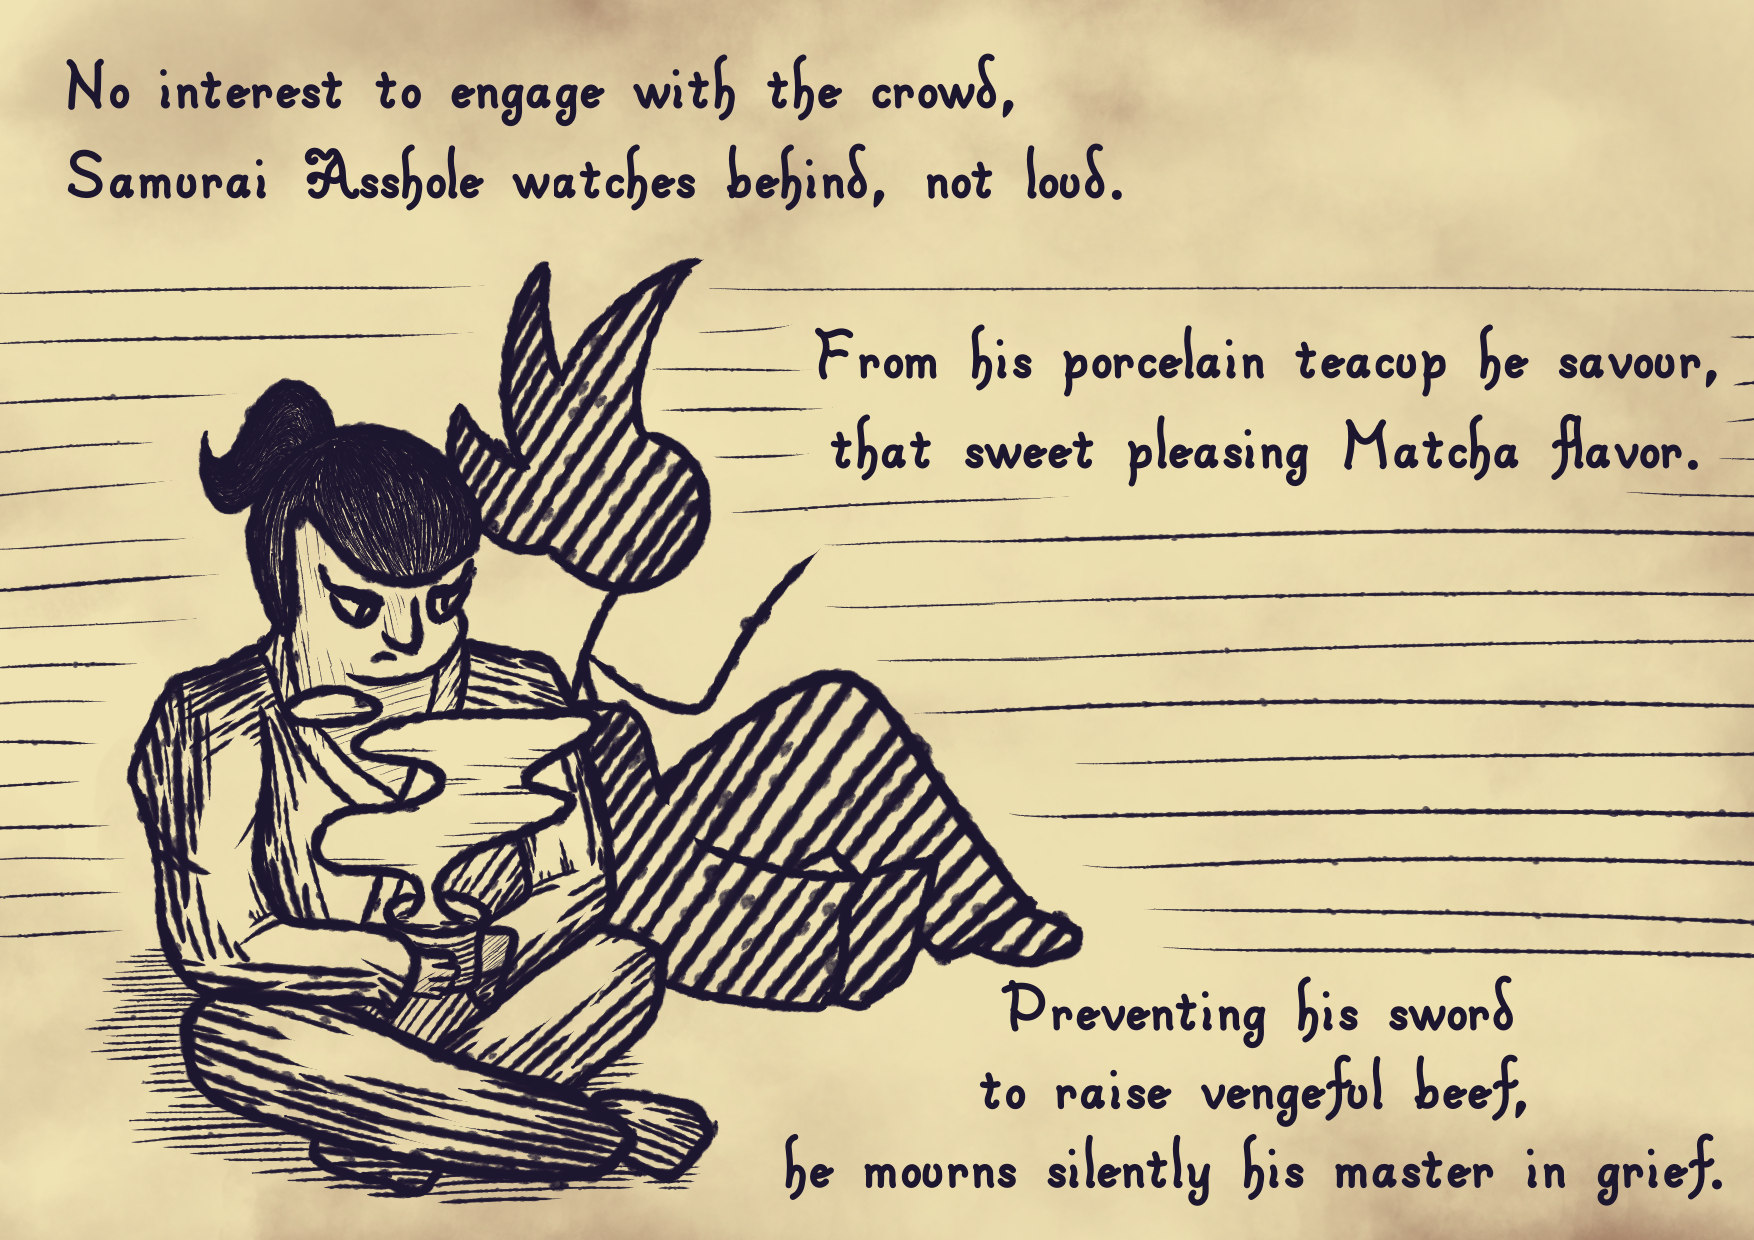 No interest to engage with the crowd,
Samurai Asshole watches behind, not loud.
From his porcelain teacup he savour,
that sweet pleasing Matcha flavor.
Preventing his sword
to raise vengeful beef,
he mourns silently his master in grief.